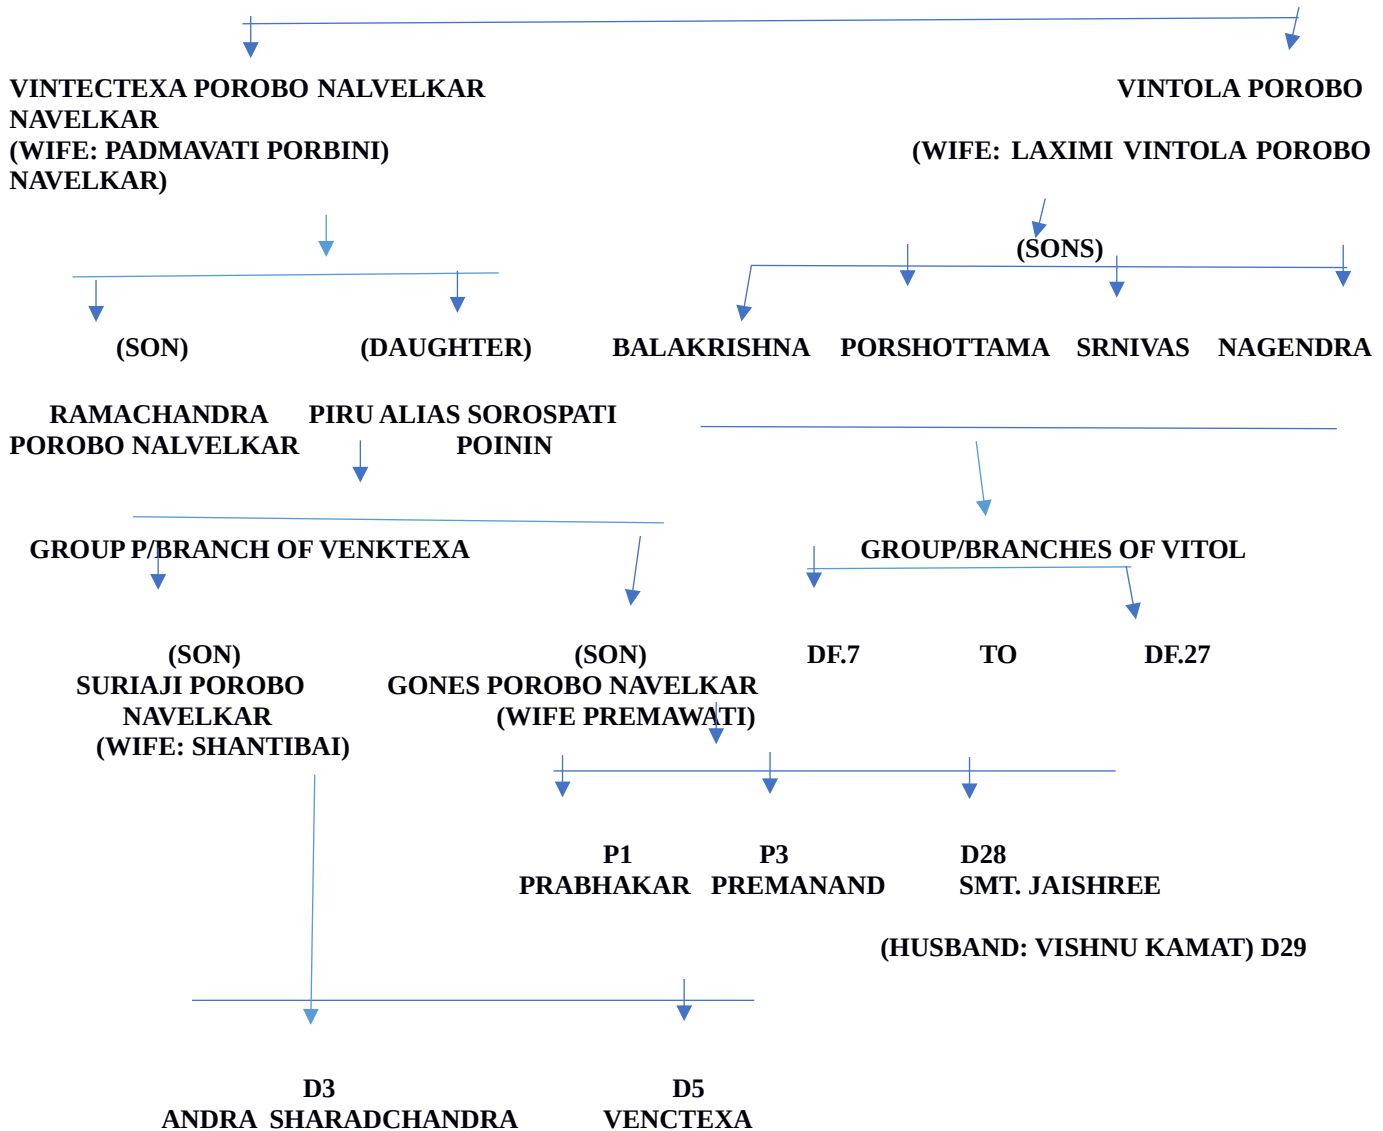 VINTECTEXA POROBO NALVELKAR VINTOLA POROBO
NAVELKAR
(WIFE: PADMAVATI PORBINI) (WIFE: LAXIMI VINTOLA POROBO
NAVELKAR)
(SONS)
(SON) (DAUGHTER) BALAKRISHNA PORSHOTTAMA SRNIVAS NAGENDRA
RAMACHANDRA PIRU ALIAS SOROSPATI
POROBO NALVELKAR POININ
GROUP P/BRANCH OF VENKTEXA GROUP/BRANCHES OF VITOL
(SON) (SON) DF.7 TO DF.27
SURIAJI POROBO GONES POROBO NAVELKAR
NAVELKAR (WIFE PREMAWATI)
(WIFE: SHANTIBAI)
P1 P3 D28
PRABHAKAR PREMANAND SMT. JAISHREE
(HUSBAND: VISHNU KAMAT) D29
D3 D5
ANDRA SHARADCHANDRA VENCTEXA